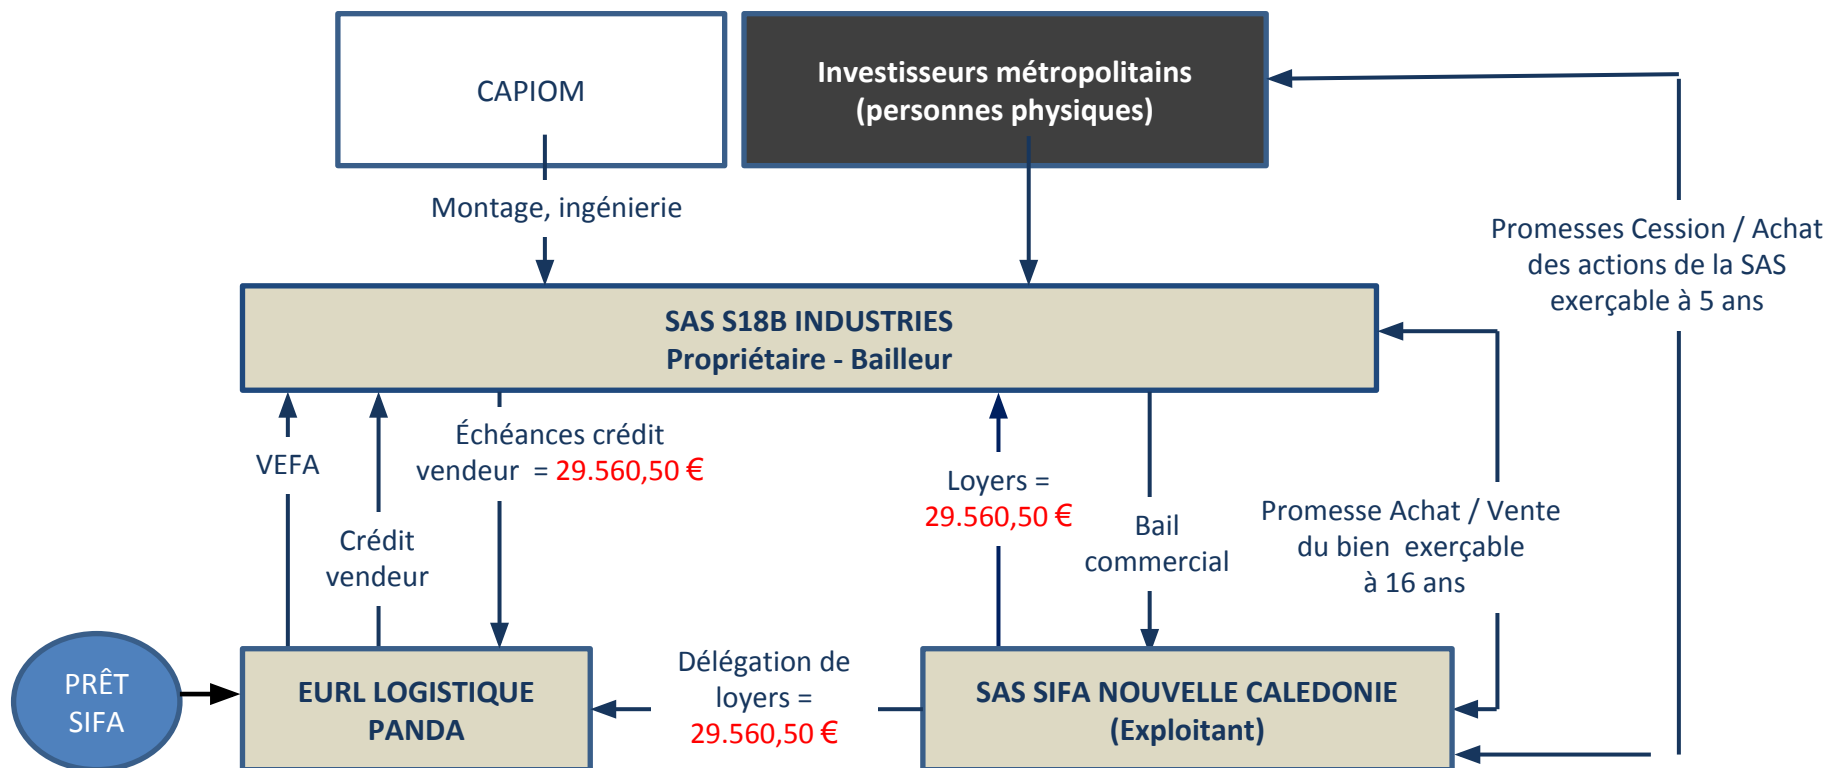 CAPIOM
Investisseurs métropolitains
(personnes physiques)
Montage, ingénierie
Promesses Cession / Achat
des actions de la SAS
exerçable à 5 ans
SAS S18B INDUSTRIES
Propriétaire - Bailleur
VEFA
Crédit
vendeur
Échéances crédit
vendeur = 29.560,50 €
Loyers =
29.560,50 €
Bail
commercial
Promesse Achat / Vente
du bien exerçable
à 16 ans
PRÊT
SIFA
EURL LOGISTIQUE
PANDA
Délégation de
loyers =
29.560,50 €
SAS SIFA NOUVELLE CALEDONIE
(Exploitant)